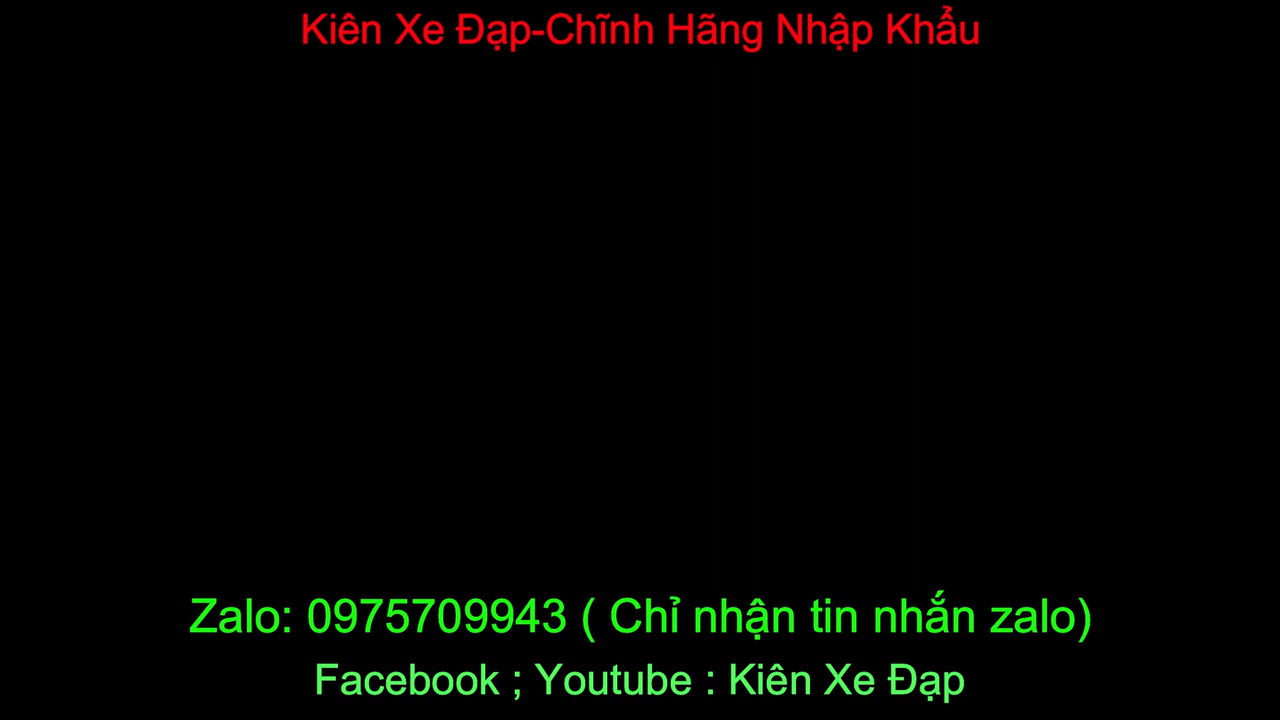 Kiên Xe Đạp-Chĩnh Hãng Nhập Khẩu
Zalo: 0975709943 ( Chỉ nhận tin nhắn zalo)
Facebook ; Youtube : Kiên Xe Đạp